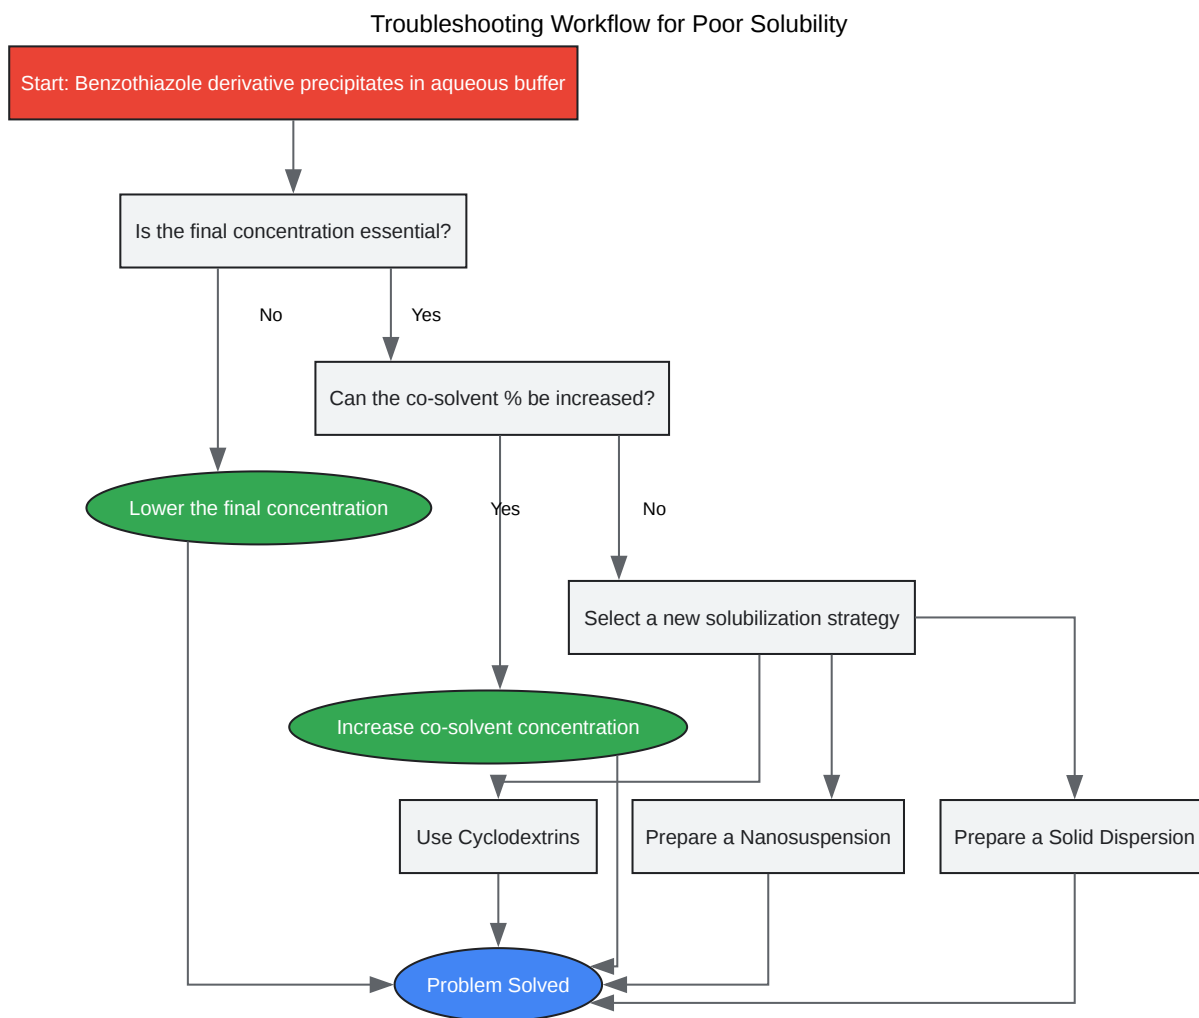 Troubleshooting Workflow for Poor Solubility
Start: Benzothiazole derivative precipitates in aqueous buffer
Is the final concentration essential?
No
Yes
Can the co-solvent % be increased?
Lower the final concentration
Yes
No
Select a new solubilization strategy
Increase co-solvent concentration
Use Cyclodextrins
Prepare a Nanosuspension
Prepare a Solid Dispersion
Problem Solved